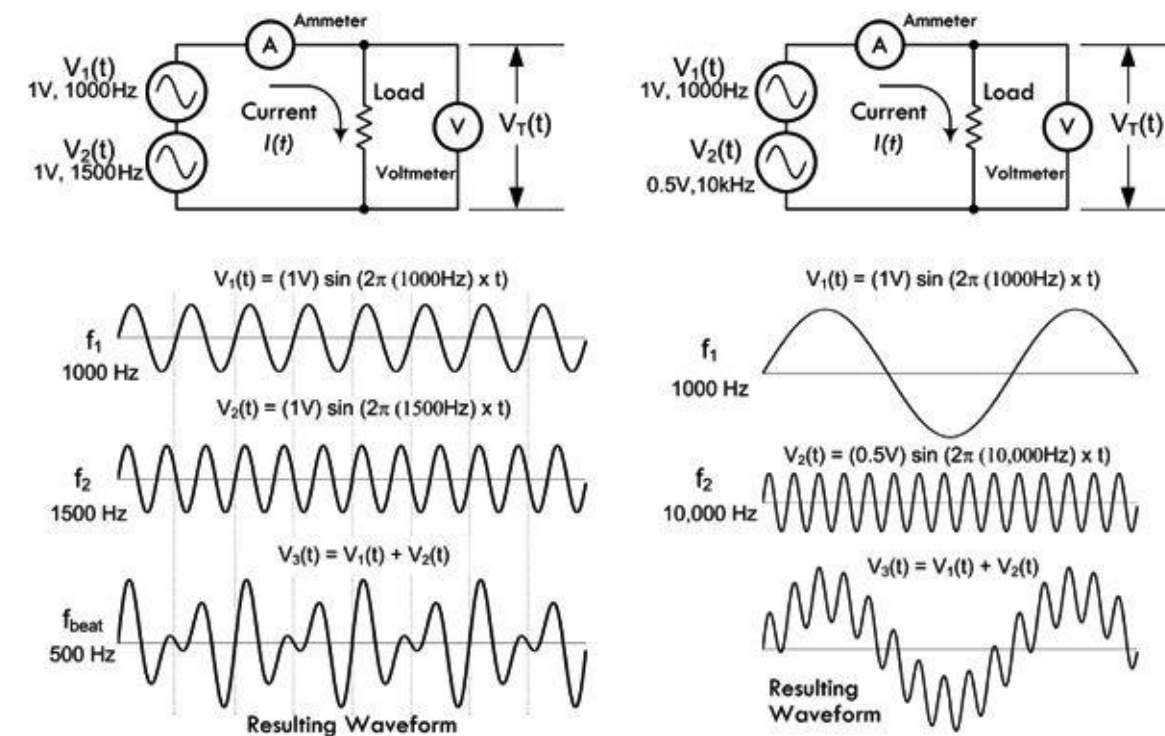 Ammeter
A
V₁(t)
1V, 1000Hz
Load
Current
I(t)
V
V_T(t)
V₂(t)
1V, 1500Hz
Voltmeter
V₁(t) = (1V) sin (2π (1000Hz) x t)
f₁
1000 Hz
V₂(t) = (1V) sin (2π (1500Hz) x t)
f₂
1500 Hz
V₃(t) = V₁(t) + V₂(t)
f_beat
500 Hz
Resulting Waveform
Ammeter
A
V₁(t)
1V, 1000Hz
Load
Current
I(t)
V
V_T(t)
V₂(t)
0.5V,10kHz
Voltmeter
V₁(t) = (1V) sin (2π (1000Hz) x t)
f₁
1000 Hz
V₂(t) = (0.5V) sin (2π (10,000Hz) x t)
f₂
10,000 Hz
V₃(t) = V₁(t) + V₂(t)
Resulting
Waveform